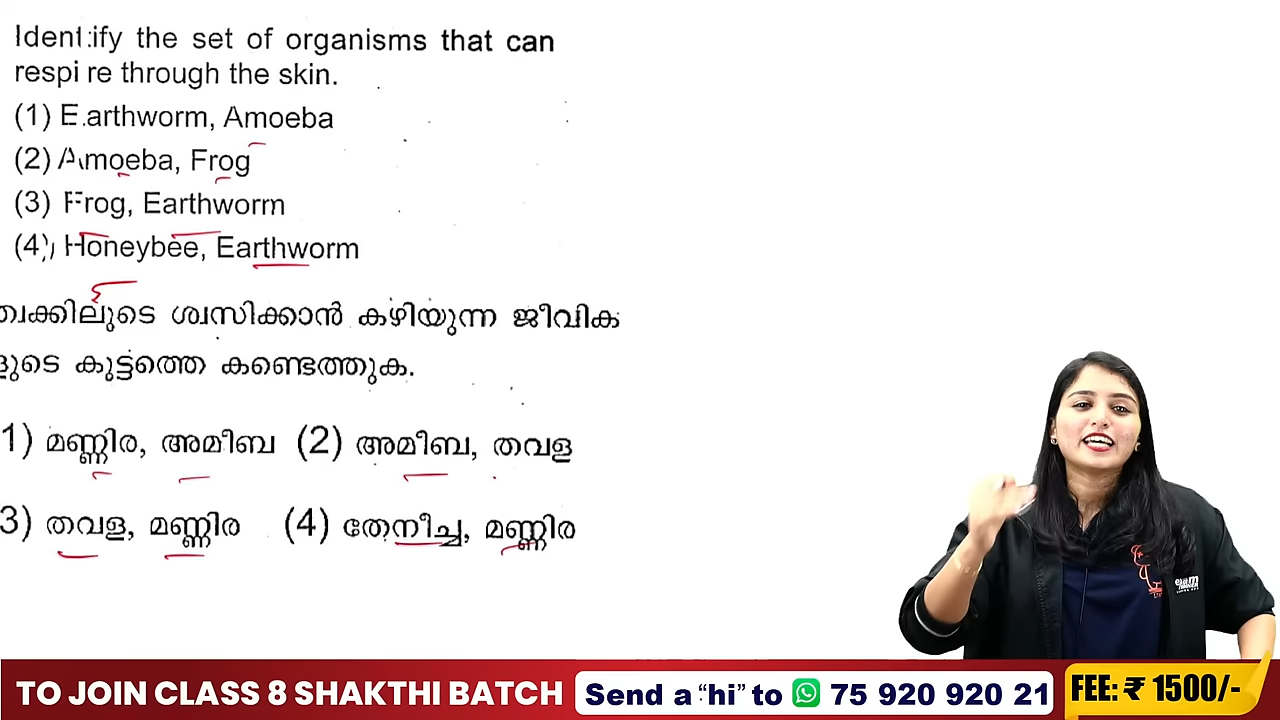 Identify the set of organisms that can
respire through the skin.
(1) Earthworm, Amoeba
(2) Amoeba, Frog
(3) Frog, Earthworm
(4) Honeybee, Earthworm
ത്വക്കിലുടെ ശ്വസിക്കാൻ കഴിയുന്ന ജീവിക
ളുടെ കൂട്ടത്തെ കണ്ടെത്തുക.
1) മണ്ണിര, അമീബ (2) അമീബ, തവള
3) തവള, മണ്ണിര (4) തേനീച്ച, മണ്ണിര
TO JOIN CLASS 8 SHAKTHI BATCH Send a “hi” to 75 920 920 21 FEE: ₹ 1500/-